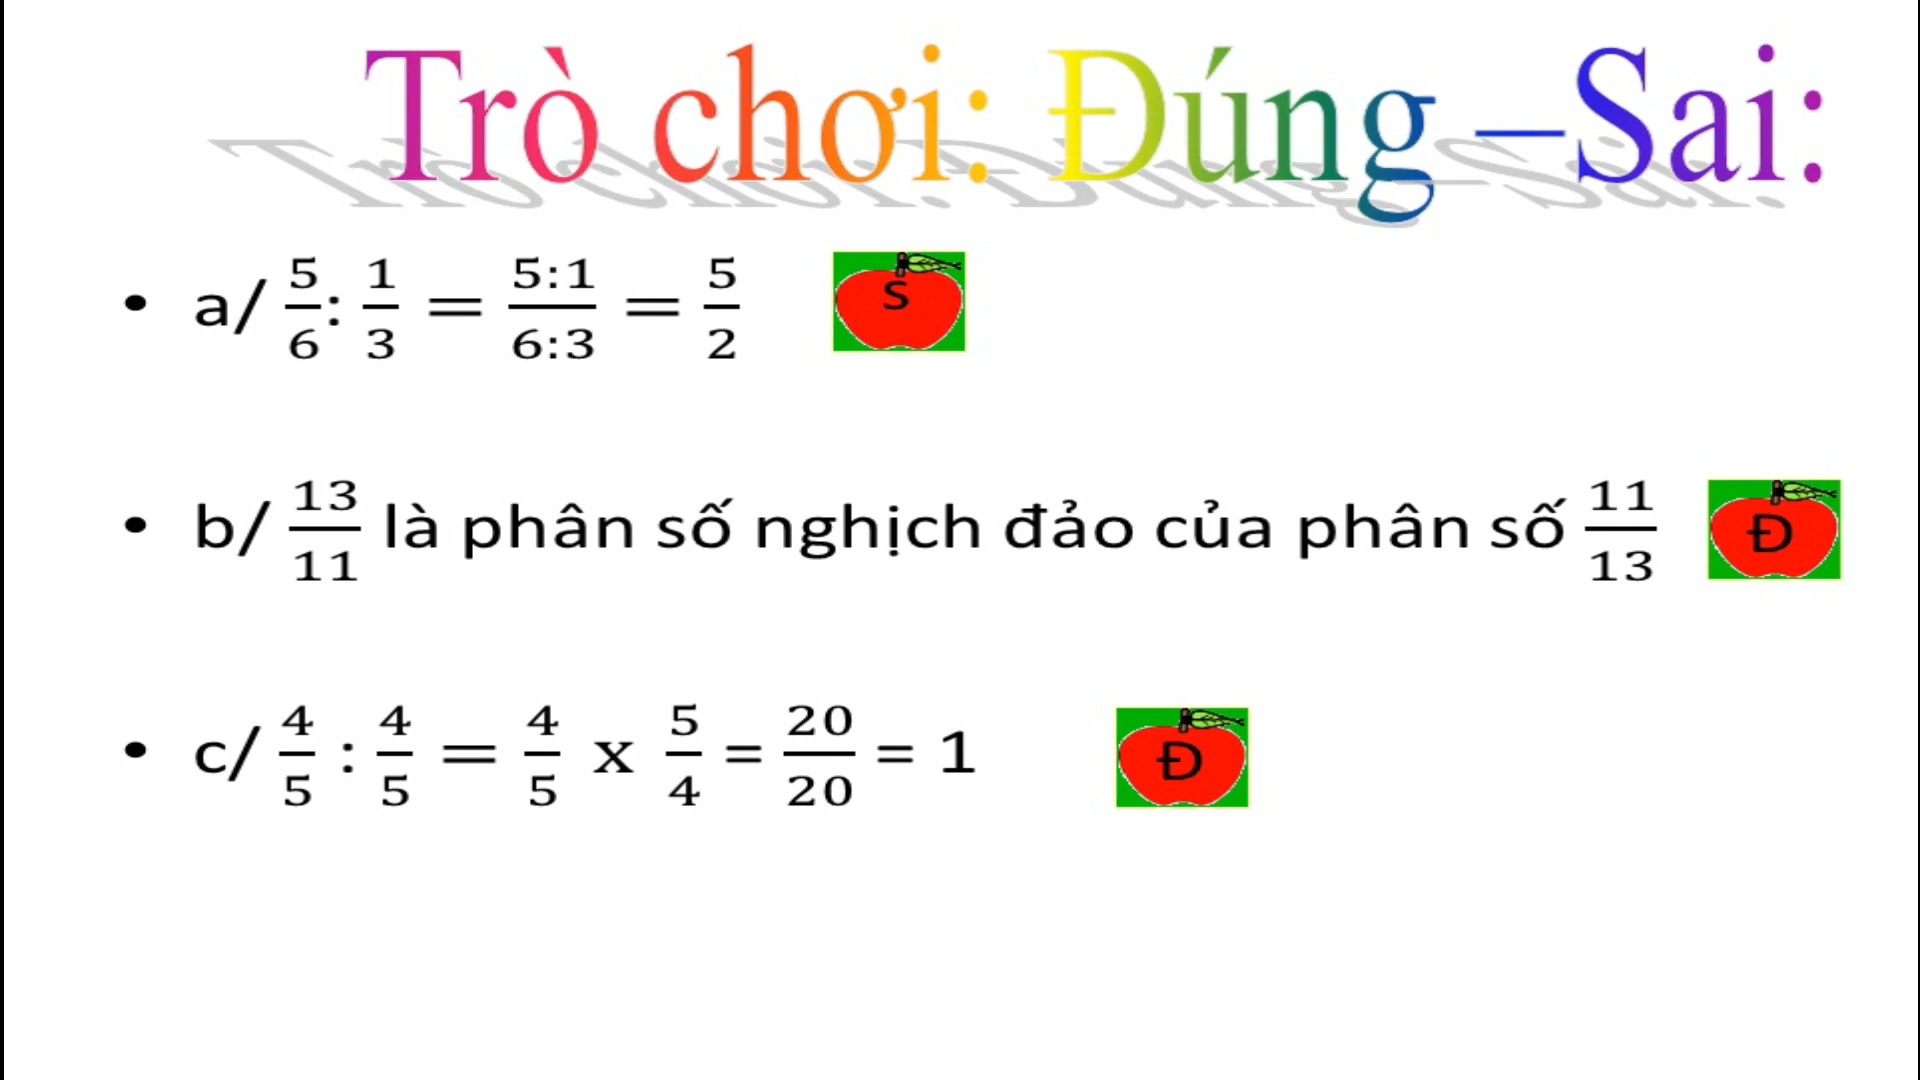 Trò chơi: Đúng –Sai:
• a/ 5/6 : 1/3 = 5:1/6:3 = 5/2 s
• b/ 13/11 là phân số nghịch đảo của phân số 11/13 Đ
• c/ 4/5 : 4/5 = 4/5 x 5/4 = 20/20 = 1 Đ